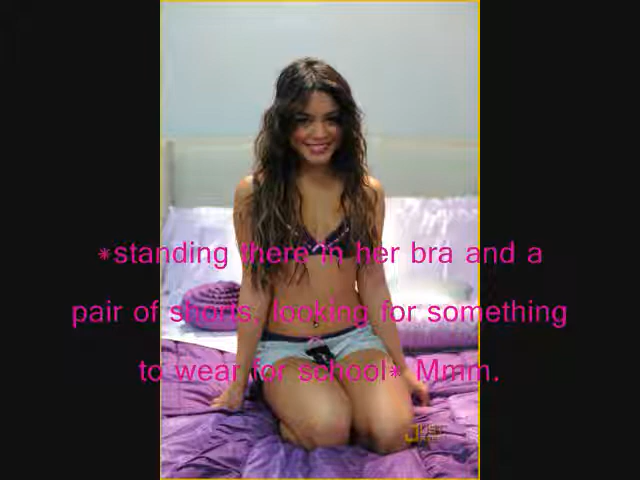 *standing there in her bra and a
pair of shorts, looking for something
to wear for school* Mmm.